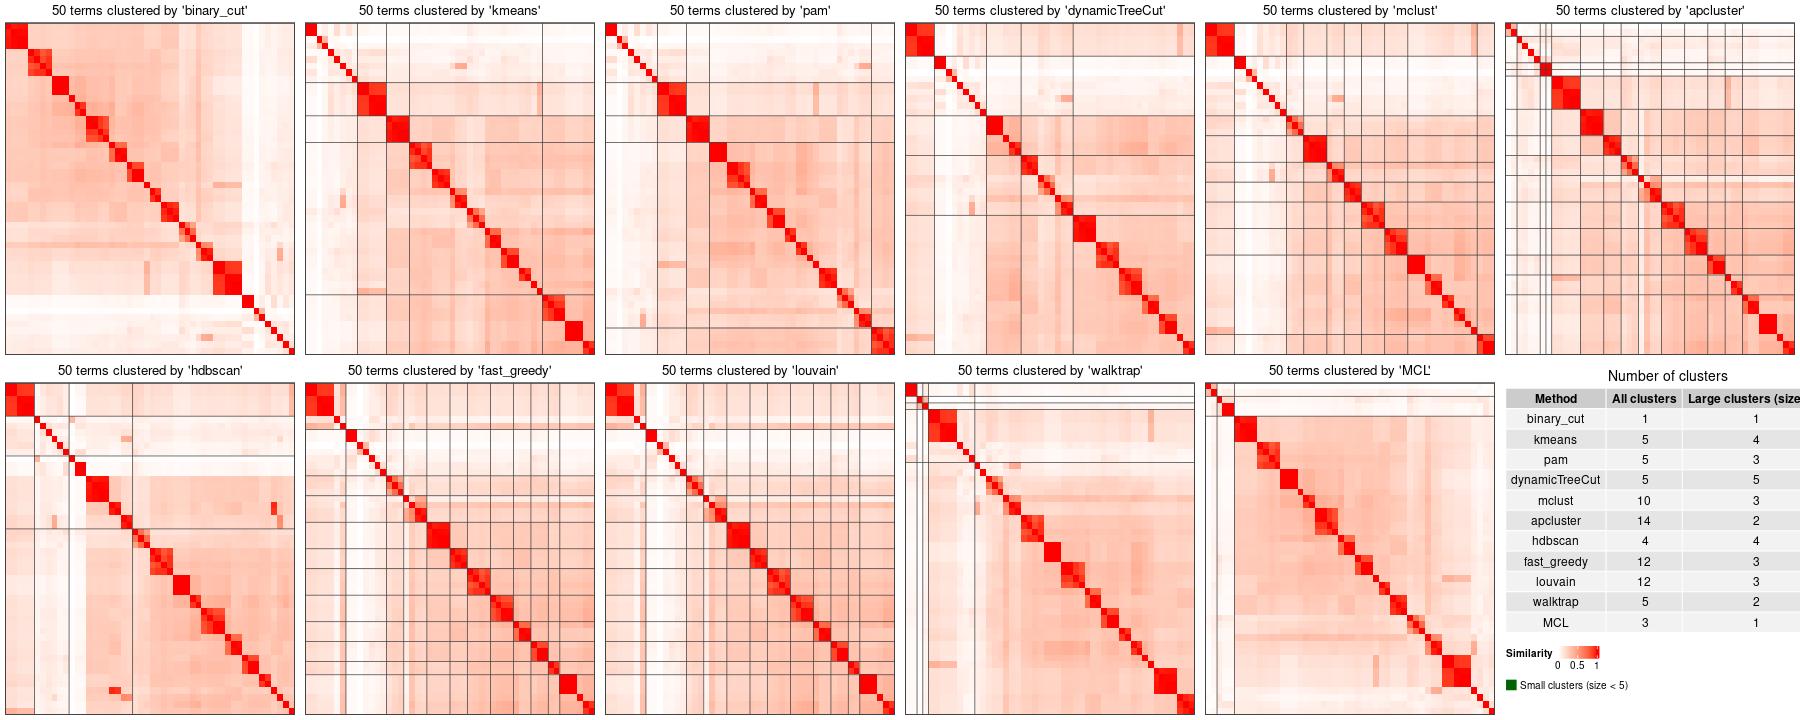 50 terms clustered by 'binary_cut'
50 terms clustered by 'kmeans'
50 terms clustered by 'pam'
50 terms clustered by 'dynamicTreeCut'
50 terms clustered by 'mclust'
50 terms clustered by 'apcluster'
50 terms clustered by 'hdbscan'
50 terms clustered by 'fast_greedy'
50 terms clustered by 'louvain'
50 terms clustered by 'walktrap'
50 terms clustered by 'MCL'
Number of clusters
Method All clusters Large clusters (size
binary_cut 1 1
kmeans 5 4
pam 5 3
dynamicTreeCut 5 5
mclust 10 3
apcluster 14 2
hdbscan 4 4
fast_greedy 12 3
louvain 12 3
walktrap 5 2
MCL 3 1
Similarity
0 0.5 1
Small clusters (size < 5)